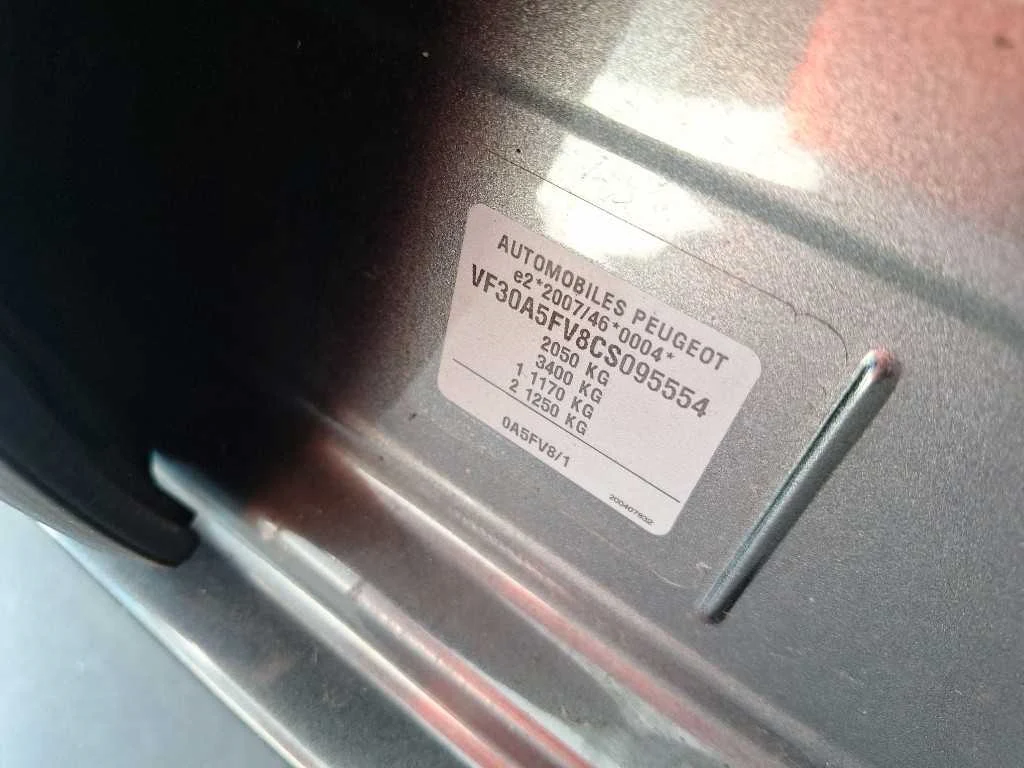 AUTOMOBILES PEUGEOT
e2*2007/46*0004*
VF30A5FV8CS095554
2050 KG
3400 KG
1 1170 KG
2 1250 KG
0A5FV8/1
200407932